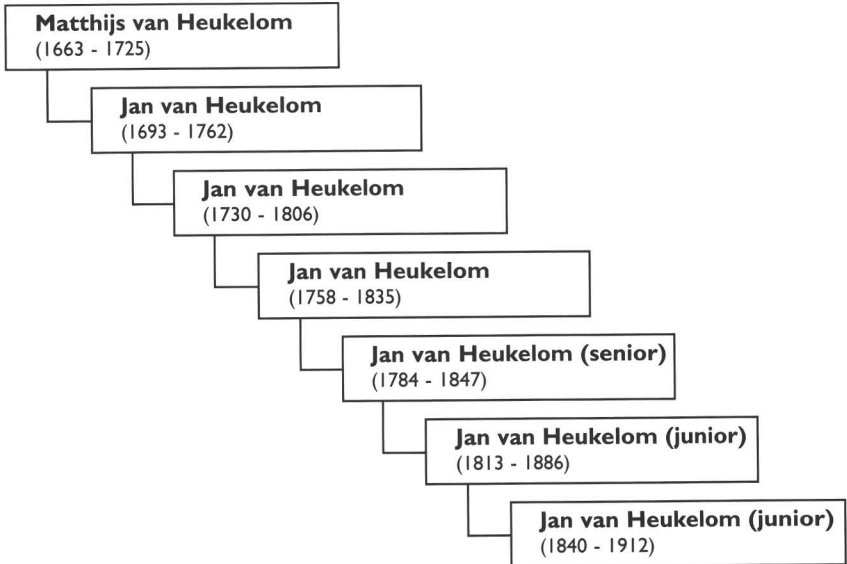 Matthijs van Heukelom
(1663 - 1725)
Jan van Heukelom
(1693 - 1762)
Jan van Heukelom
(1730 - 1806)
Jan van Heukelom
(1758 - 1835)
Jan van Heukelom (senior)
(1784 - 1847)
Jan van Heukelom (junior)
(1813 - 1886)
Jan van Heukelom (junior)
(1840 - 1912)